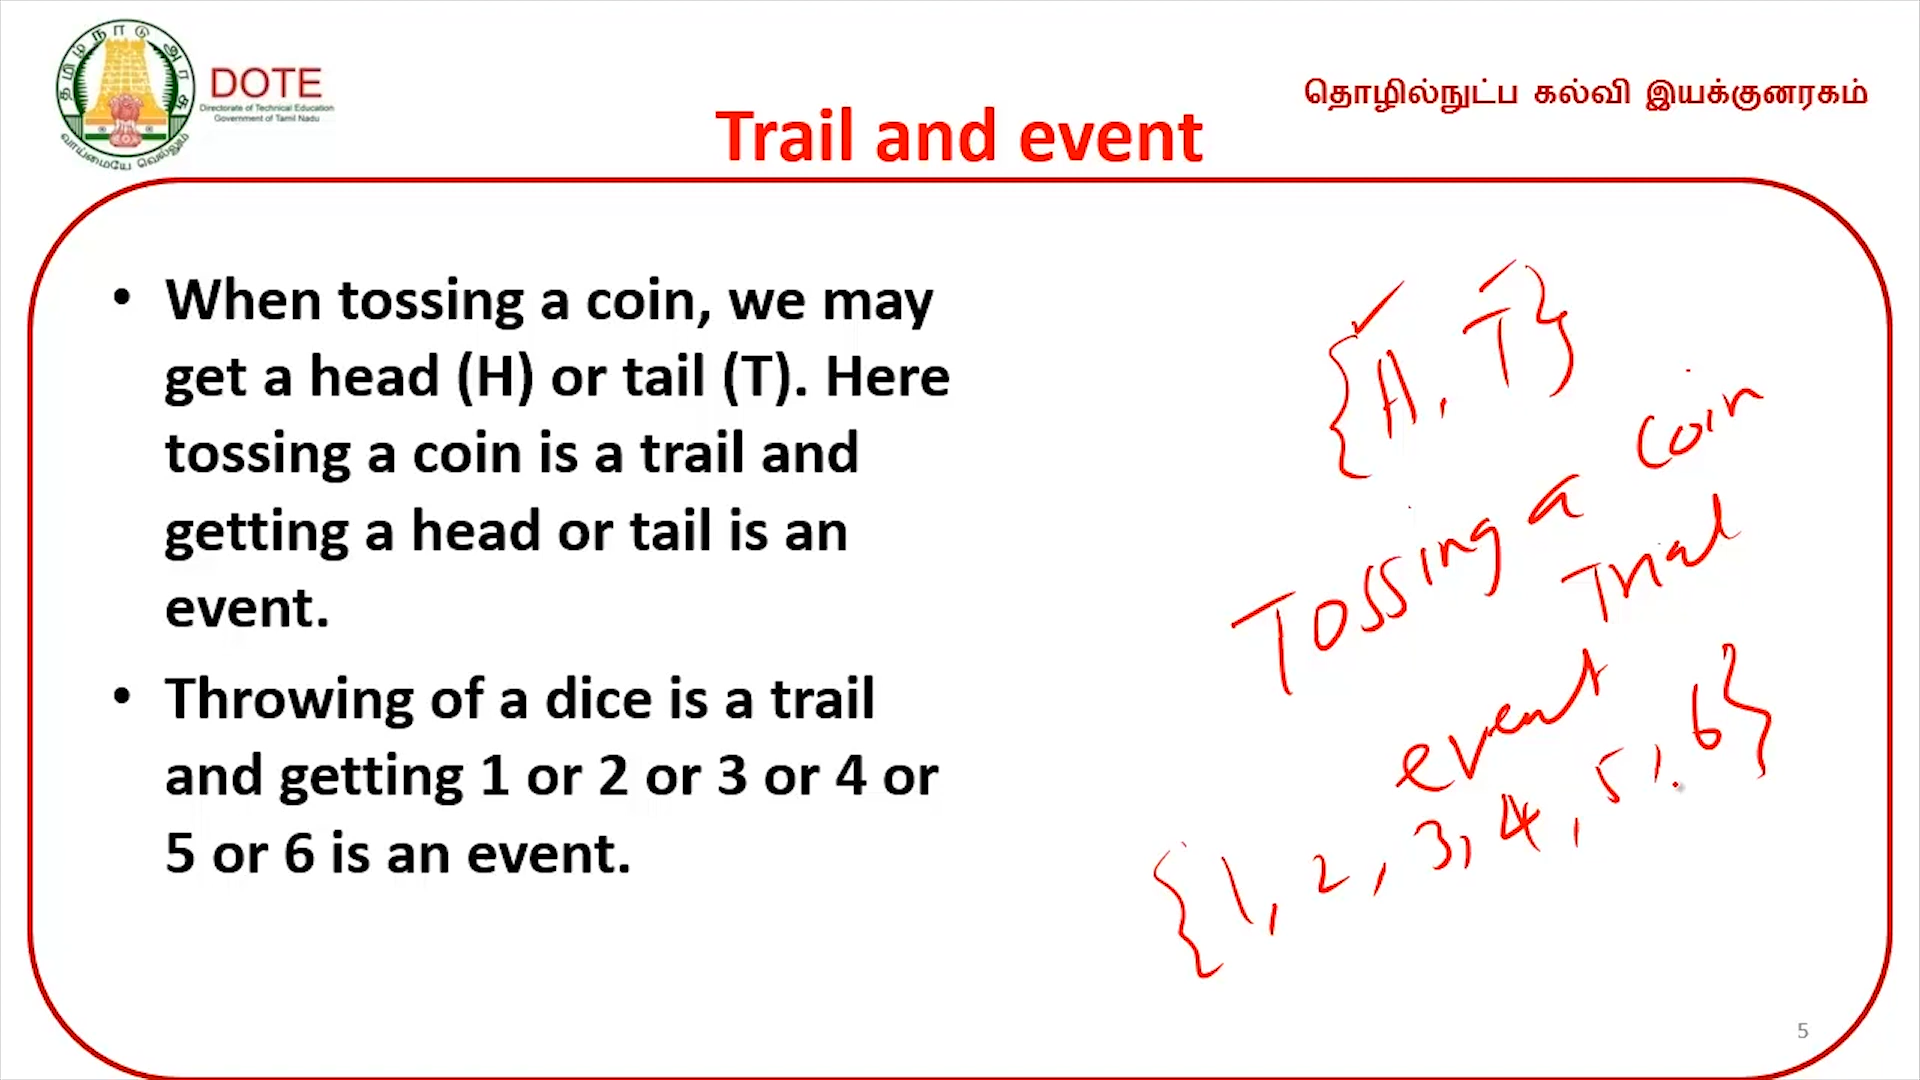 தமிழ்நாடு அரசு
வாய்மையே வெல்லும்
DOTE
Directorate of Technical Education
Government of Tamil Nadu
தொழில்நுட்ப கல்வி இயக்குனரகம்
Trail and event
• When tossing a coin, we may
get a head (H) or tail (T). Here
tossing a coin is a trail and
getting a head or tail is an
event.
• Throwing of a dice is a trail
and getting 1 or 2 or 3 or 4 or
5 or 6 is an event.
{H, T}
Tossing a coin
Trial
event
{1, 2, 3, 4, 5, 6}
5